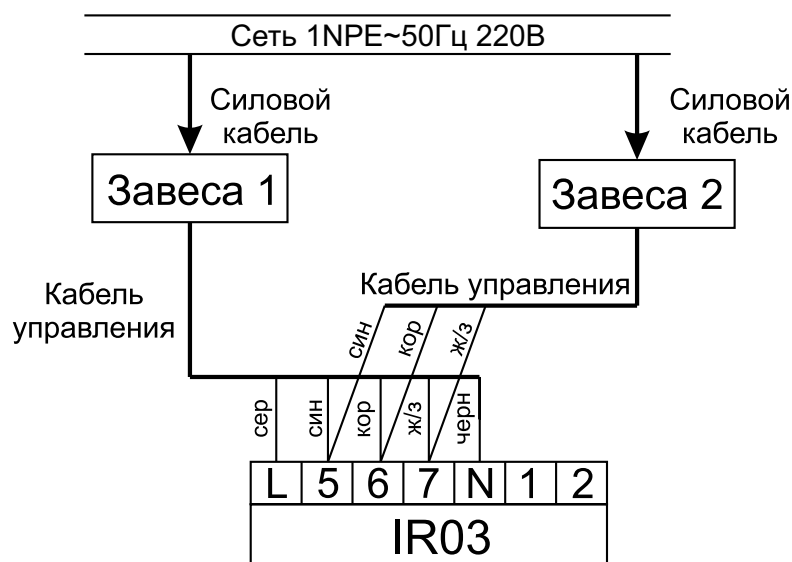 Сеть 1NPE~50Гц 220В
Силовой
кабель
Силовой
кабель
Завеса 1
Завеса 2
Кабель
управления
Кабель управления
син
кор
ж/з
сер
син
кор
ж/з
черн
L 5 6 7 N 1 2
IR03